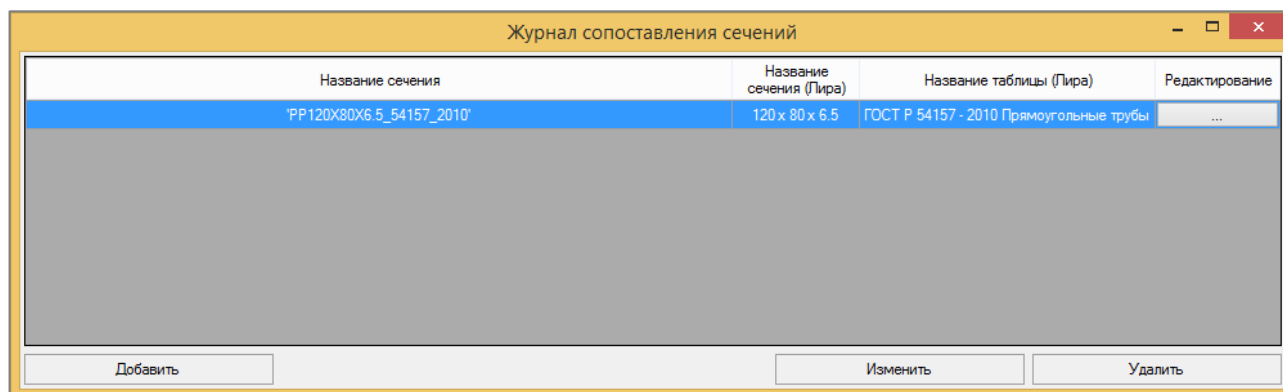 Журнал сопоставления сечений
Название сечения
Название
сечения (Лира)
Название таблицы (Лира)
Редактирование
'PP120X80X6.5_54157_2010'
120 x 80 x 6.5
ГОСТ Р 54157 - 2010 Прямоугольные трубы
...
Добавить
Изменить
Удалить